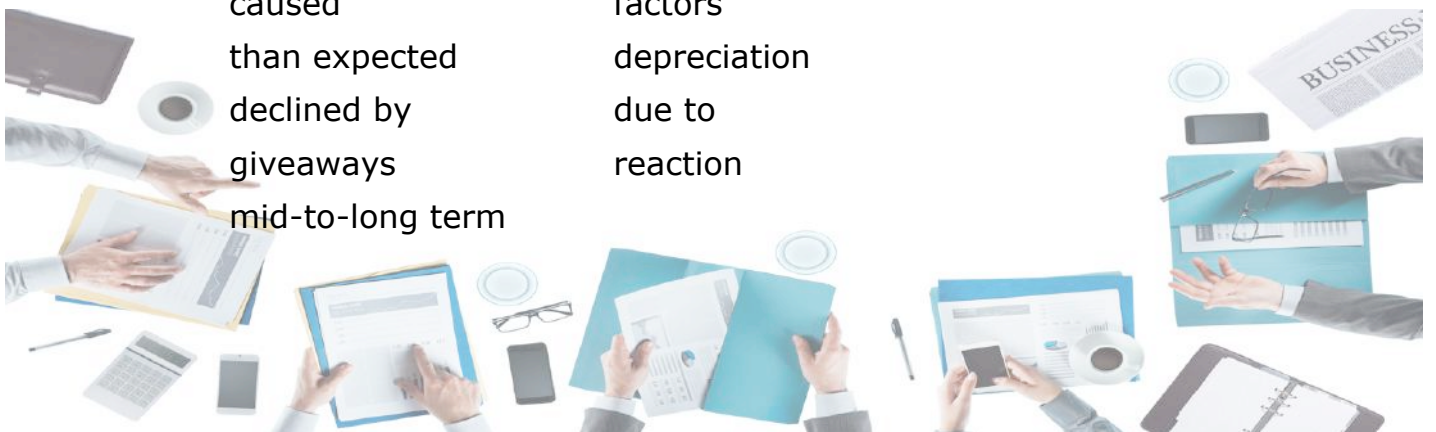 caused factors
than expected depreciation
declined by due to
giveaways reaction
mid-to-long term
BUSINESS